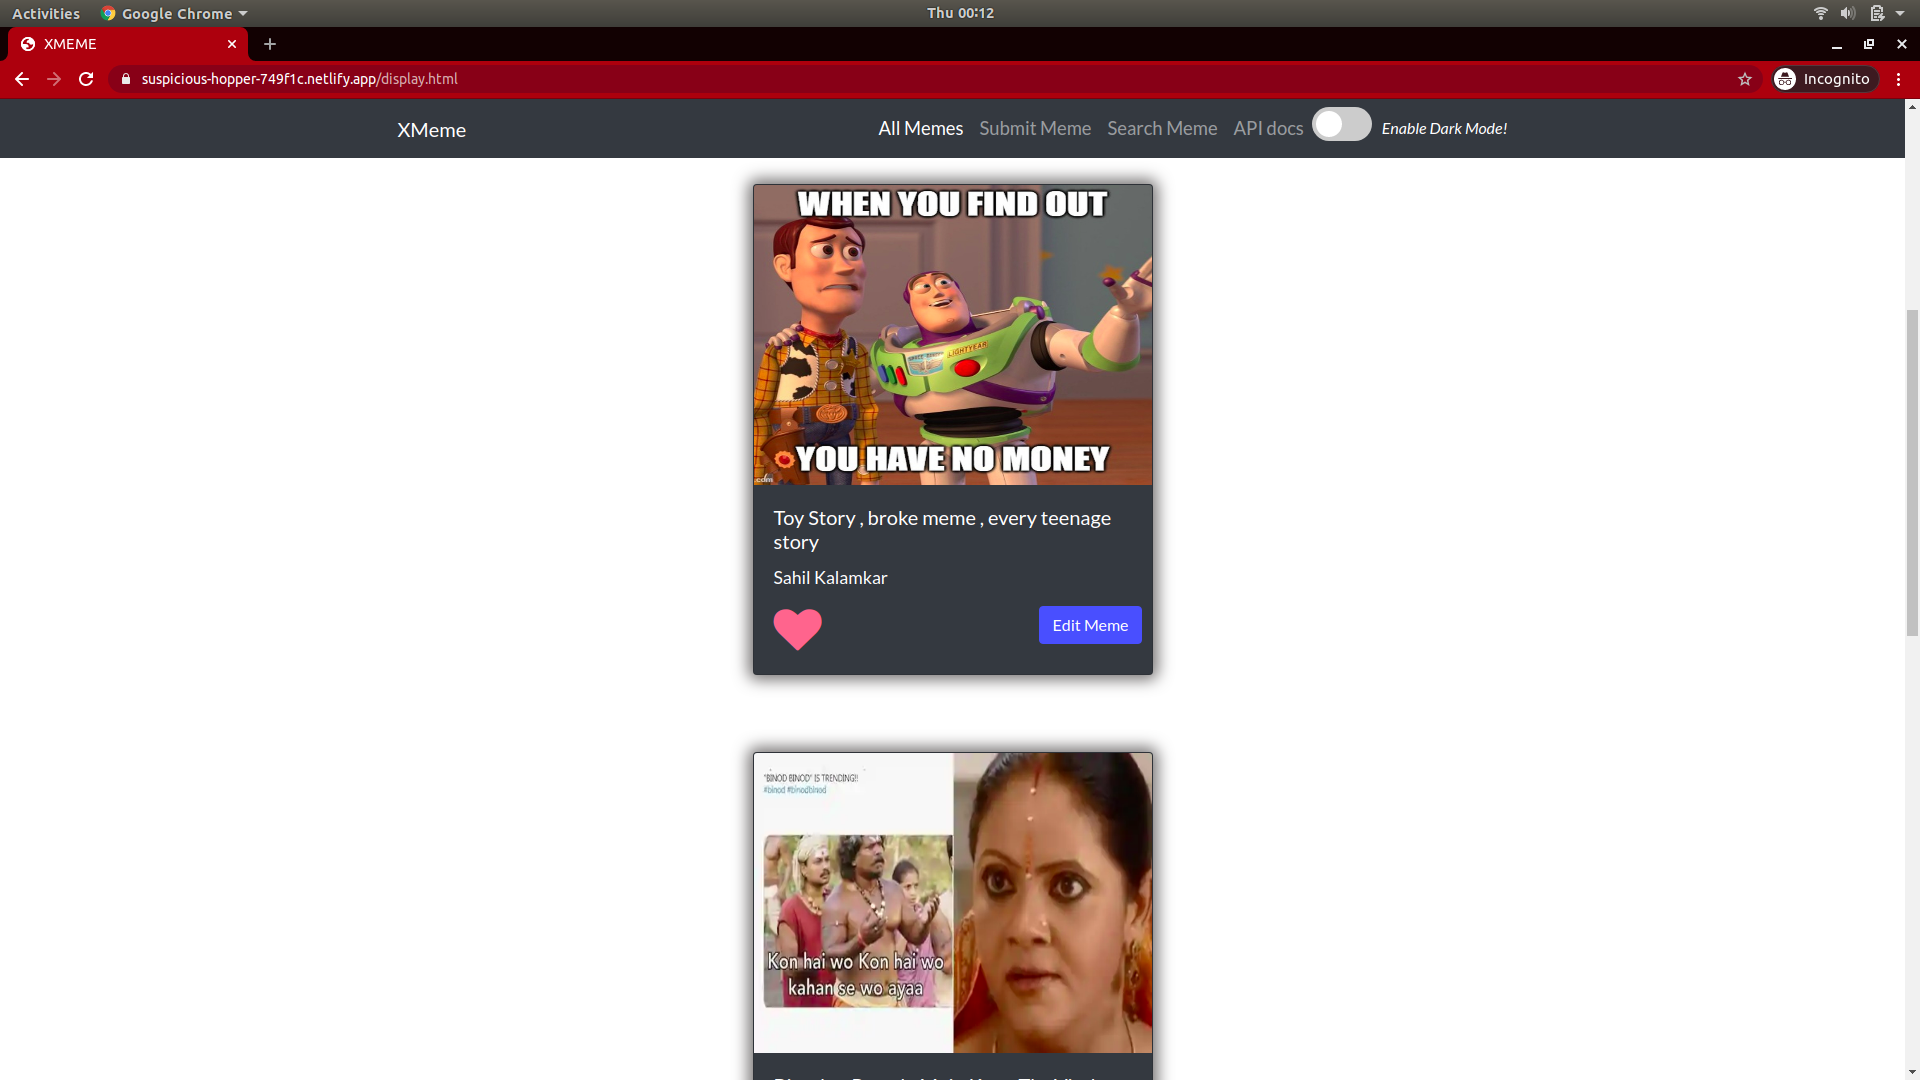 Activities
Google Chrome
Thu 00:12
XMEME
suspicious-hopper-749f1c.netlify.app/display.html
Incognito
XMeme
All Memes
Submit Meme
Search Meme
API docs
Enable Dark Mode!
WHEN YOU FIND OUT
LIGHTYEAR
YOU HAVE NO MONEY
Toy Story , broke meme , every teenage
story
Sahil Kalamkar
Edit Meme
"BINOD BINOD" IS TRENDING!!
#binod #binodbinod
Kon hai wo Kon hai wo
kahan se wo ayaa